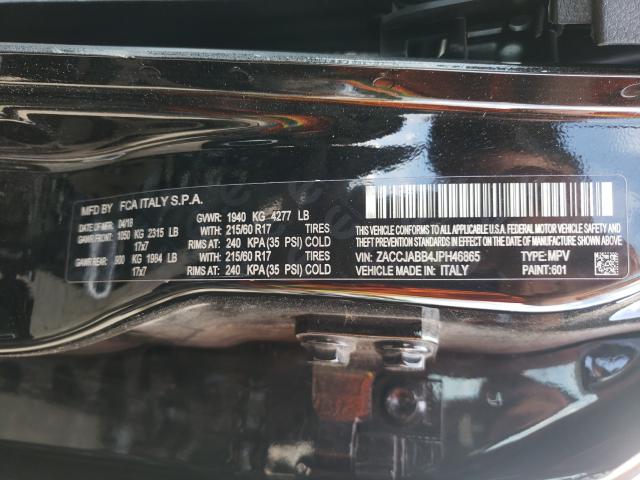 MFD BY FCA ITALY S.P.A.
DATE OF MFR 04/18 GVWR: 1940 KG 4277 LB
GAWR FRONT: 1050 KG 2315 LB WITH 215/60 R17 TIRES
17x7 RIMS AT: 240 KPA (35 PSI) COLD
GAWR REAR: 900 KG 1984 LB WITH 215/60 R17 TIRES
17x7 RIMS AT: 240 KPA (35 PSI) COLD
THIS VEHICLE CONFORMS TO ALL APPLICABLE U.S.A. FEDERAL MOTOR VEHICLE SAFETY STANDARDS IN EFFECT ON THE DATE OF MANUFACTURE SHOWN ABOVE
VIN: ZACCJABB4JPH46865 TYPE:MPV
VEHICLE MADE IN: ITALY PAINT:601